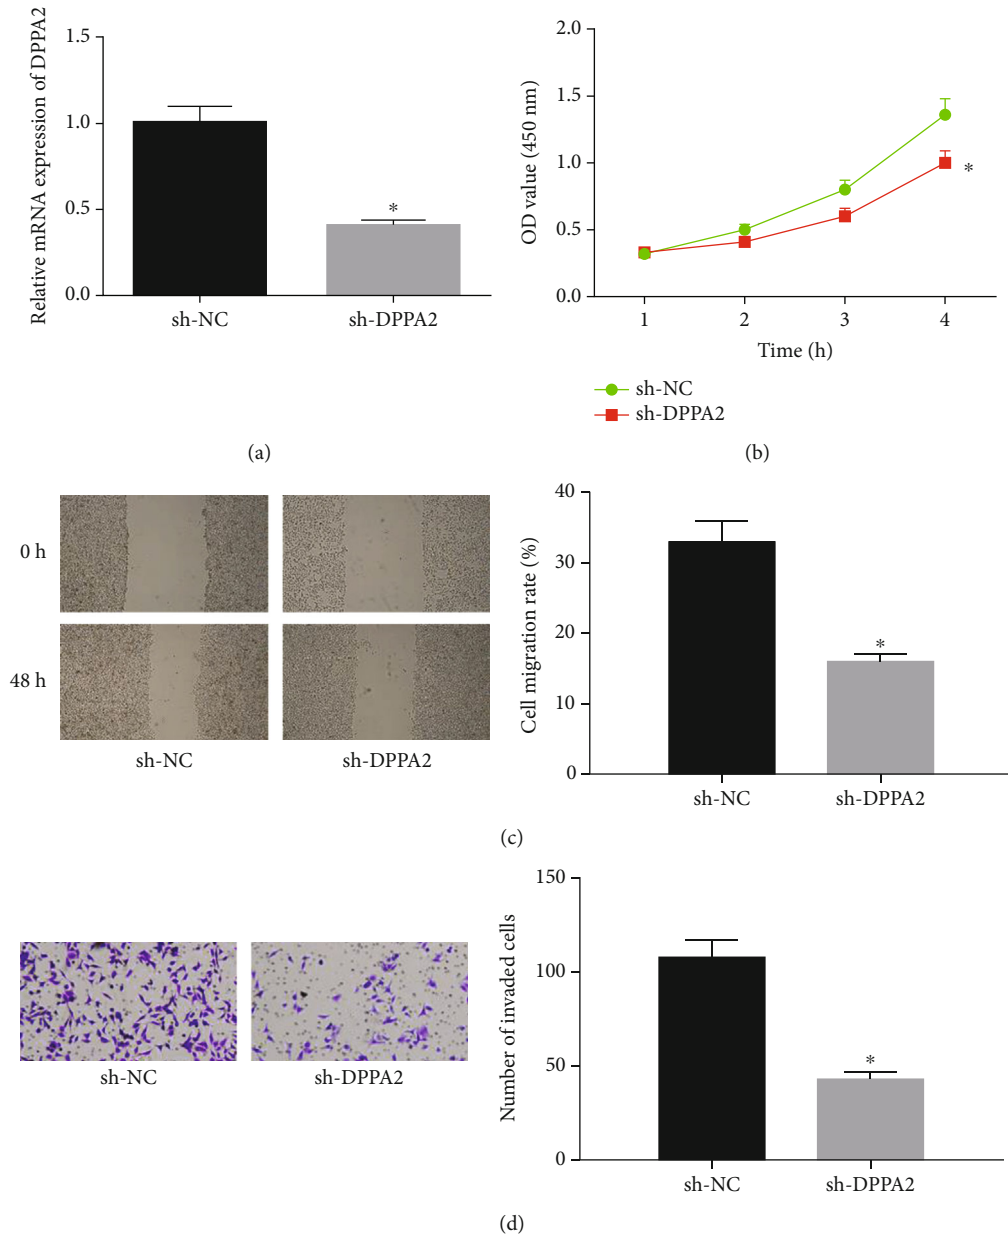 Relative mRNA expression of DPPA2
1.5
1.0
0.5
0.0
*
sh-NC
sh-DPPA2
(a)
OD value (450 nm)
2.0
1.5
1.0
0.5
0.0
*
1
2
3
4
Time (h)
sh-NC
sh-DPPA2
(b)
0 h
48 h
sh-NC
sh-DPPA2
Cell migration rate (%)
40
30
20
10
0
*
sh-NC
sh-DPPA2
(c)
sh-NC
sh-DPPA2
Number of invaded cells
150
100
50
0
*
sh-NC
sh-DPPA2
(d)